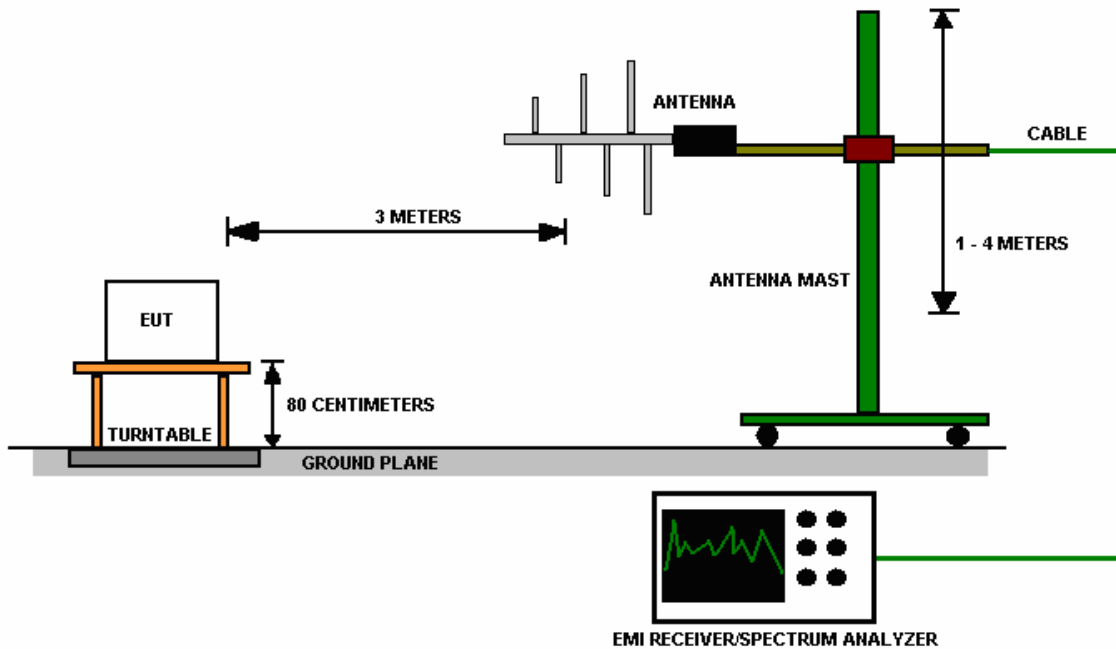 ANTENNA
CABLE
3 METERS
1 - 4 METERS
ANTENNA MAST
EUT
80 CENTIMETERS
TURNTABLE
GROUND PLANE
EMI RECEIVER/SPECTRUM ANALYZER